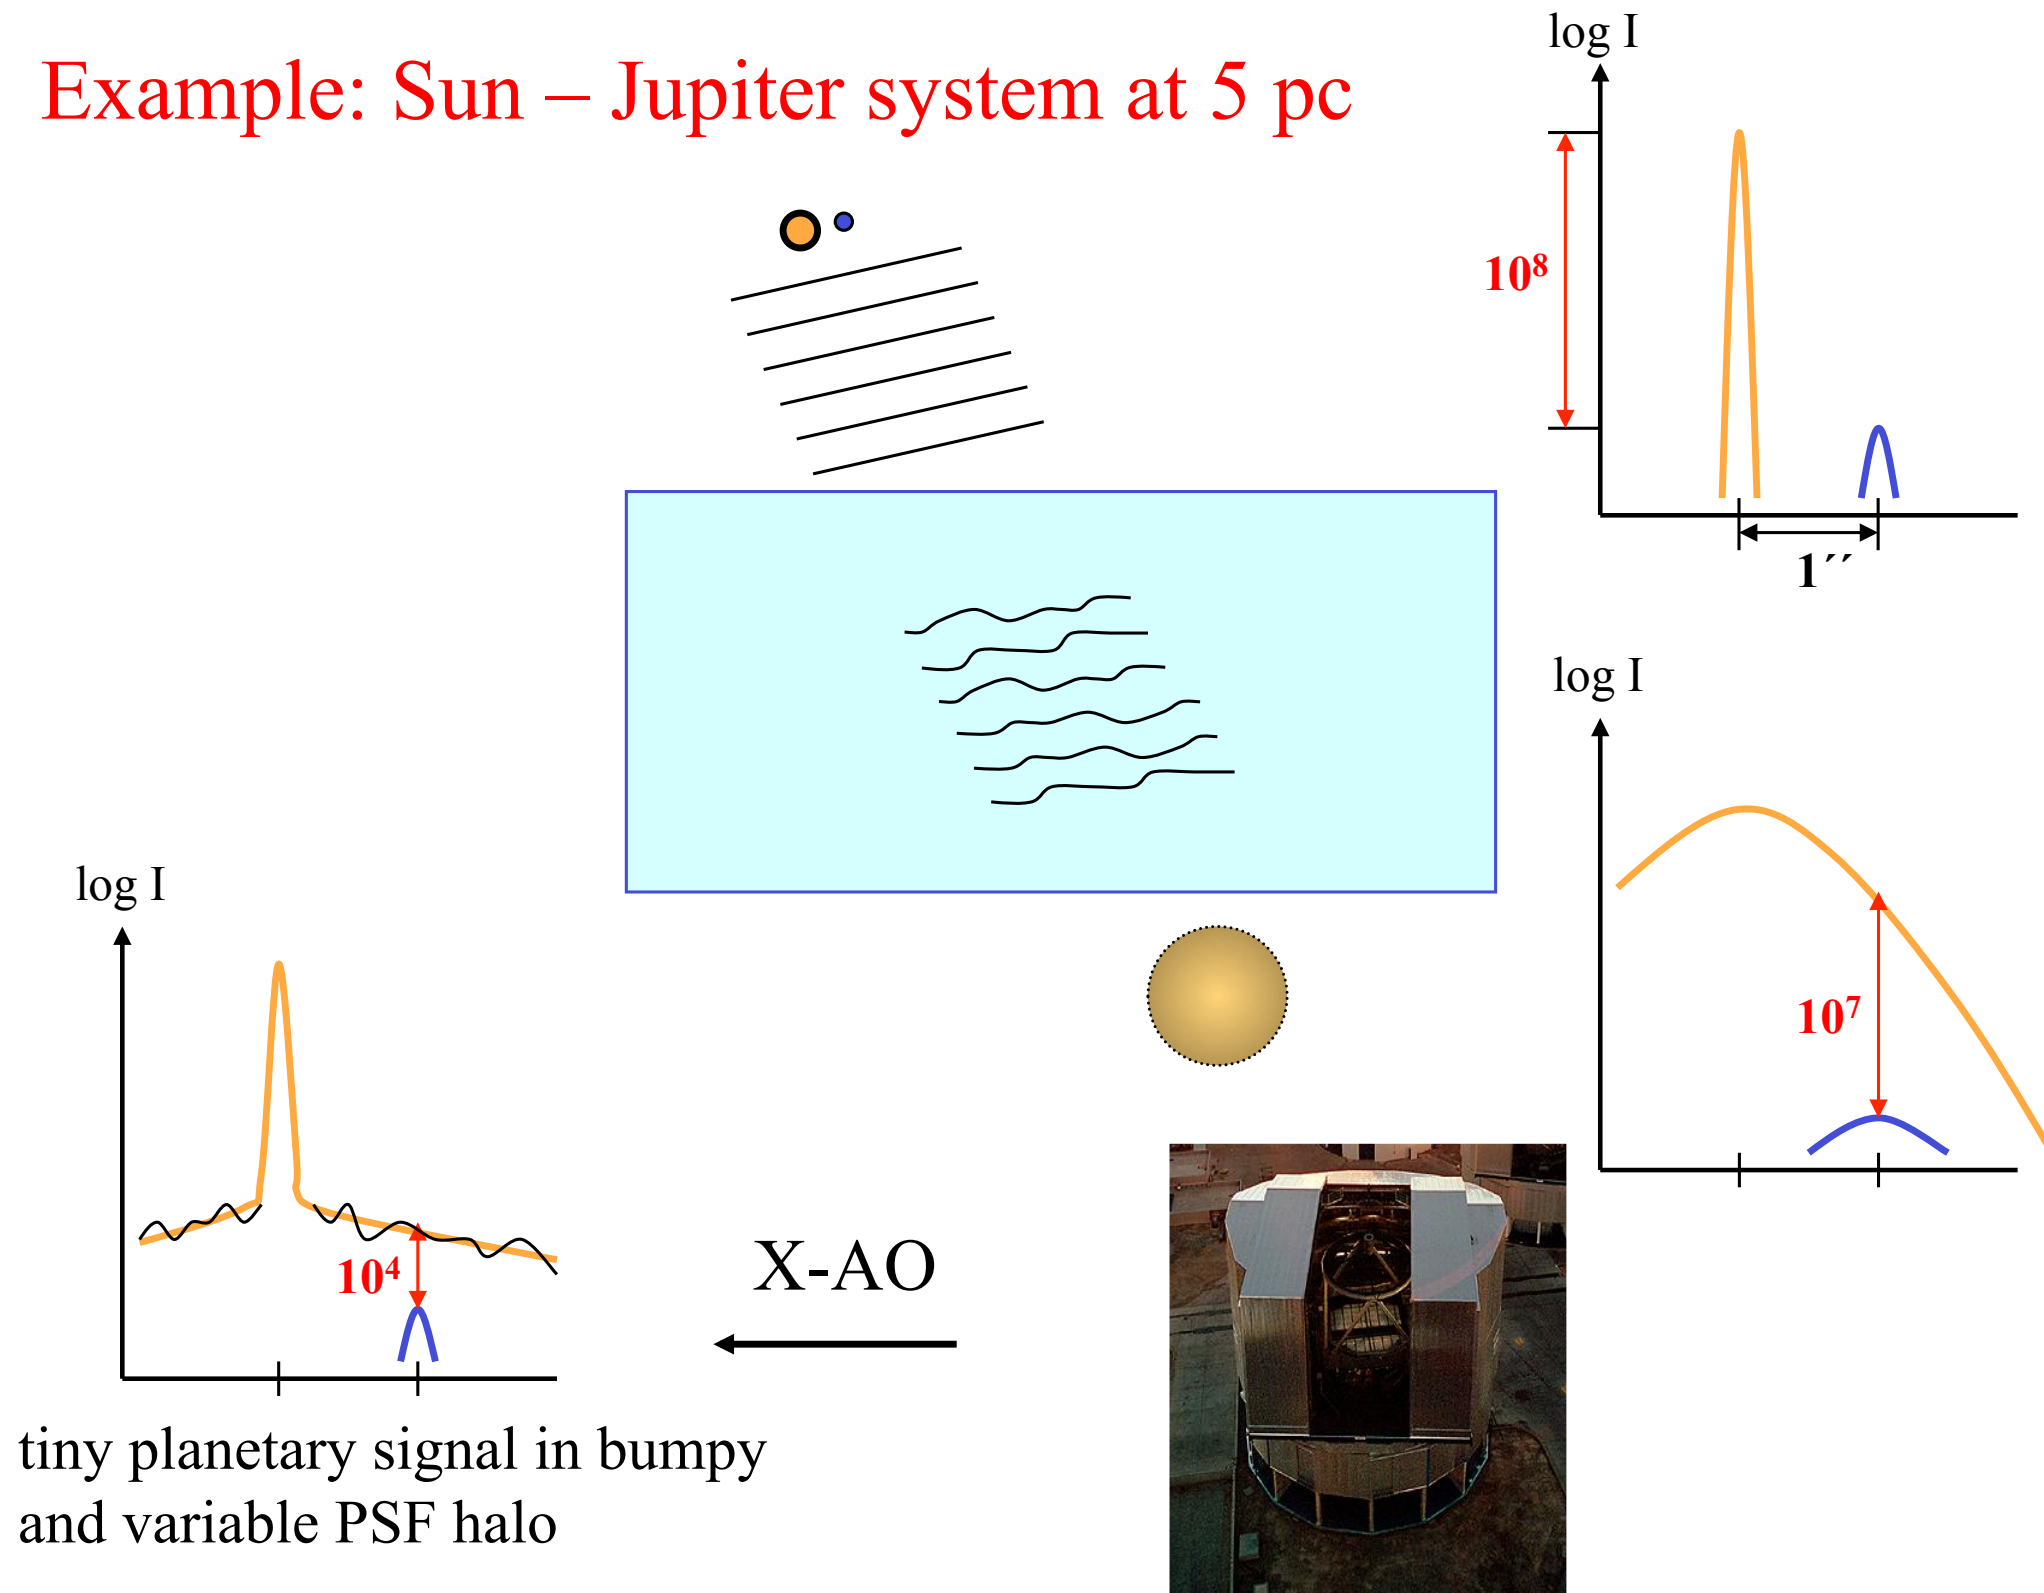 Example: Sun – Jupiter system at 5 pc
log I
10⁸
1´´
log I
10⁷
log I
10⁴
X-AO
tiny planetary signal in bumpy
and variable PSF halo